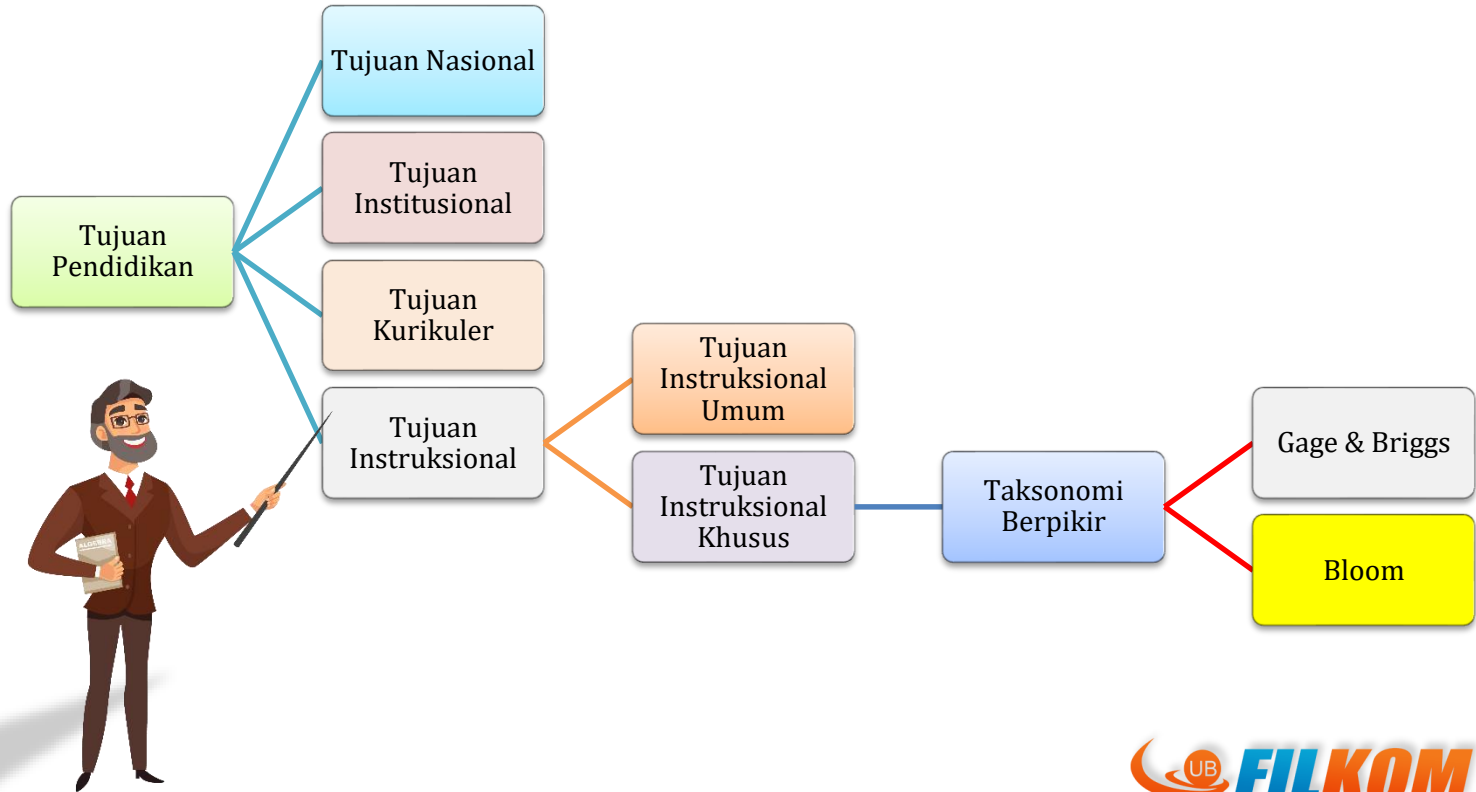 Tujuan Nasional
Tujuan
Institusional
Tujuan
Pendidikan
Tujuan
Kurikuler
Tujuan
Instruksional
Tujuan
Instruksional
Umum
Tujuan
Instruksional
Khusus
Taksonomi
Berpikir
Gage & Briggs
Bloom
ALGEBRA
UB
FILKOM